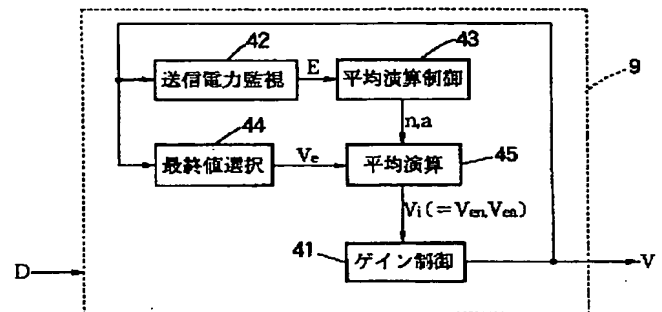 42
43
送信電力監視
E
平均演算制御
9
44
n,a
45
最終値選択
Ve
平均演算
Vi(=Ven,Vea)
41
ゲイン制御
D
V